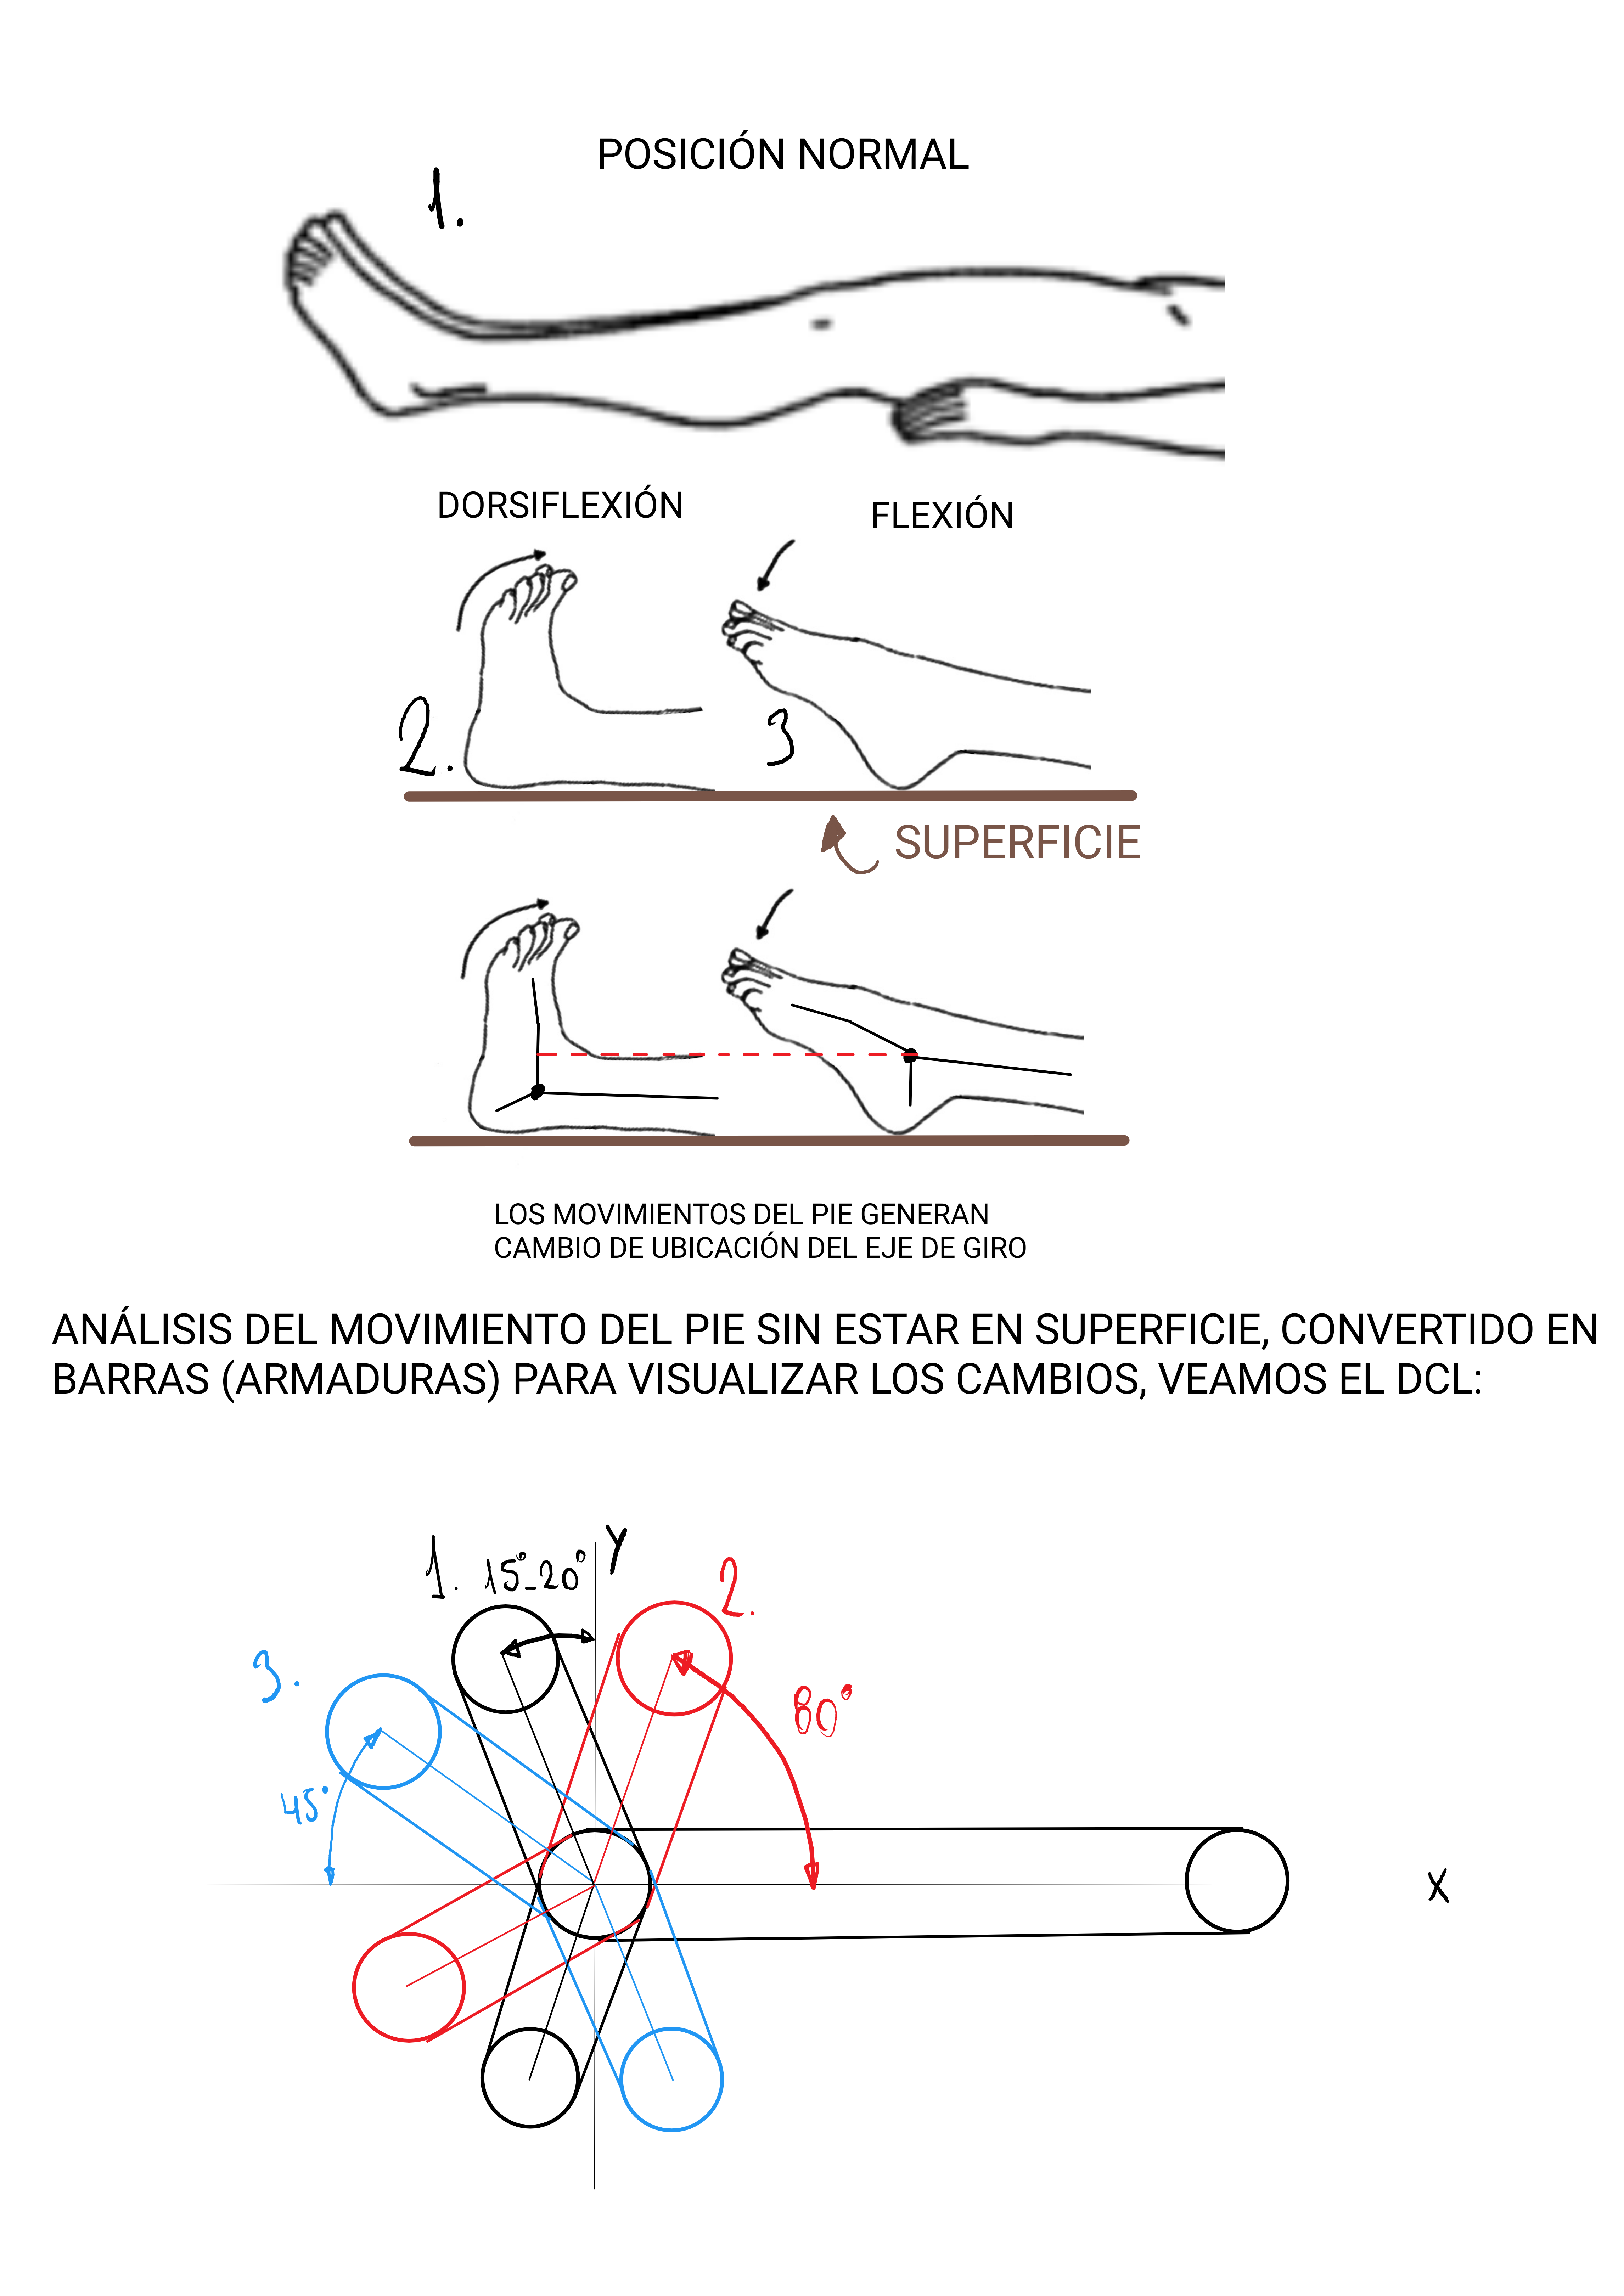 POSICIÓN NORMAL
1.
DORSIFLEXIÓN
FLEXIÓN
2.
3
SUPERFICIE
LOS MOVIMIENTOS DEL PIE GENERAN
CAMBIO DE UBICACIÓN DEL EJE DE GIRO
ANÁLISIS DEL MOVIMIENTO DEL PIE SIN ESTAR EN SUPERFICIE, CONVERTIDO EN
BARRAS (ARMADURAS) PARA VISUALIZAR LOS CAMBIOS, VEAMOS EL DCL:
1. 15°-20°
Y
2.
3.
80°
45°
X